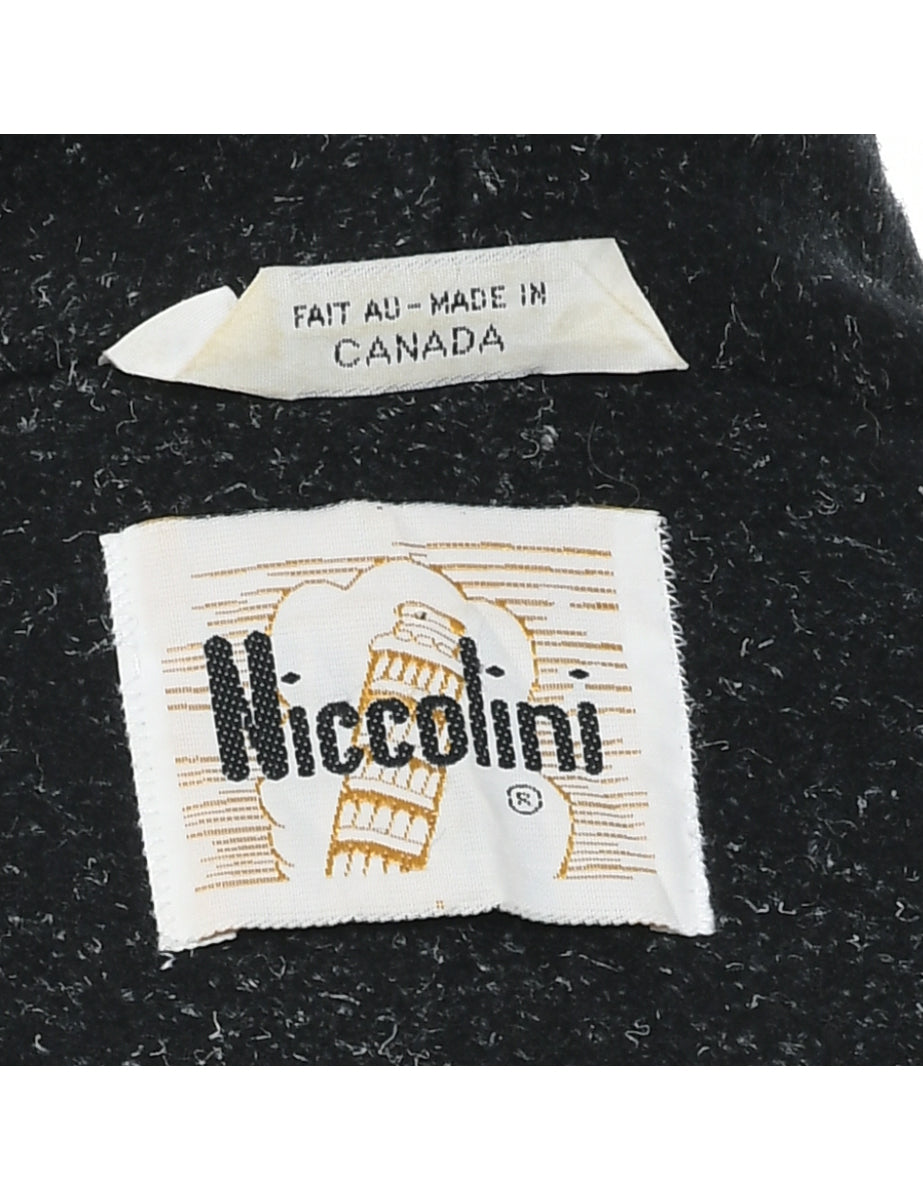 FAIT AU - MADE IN
CANADA
Niccolini
®